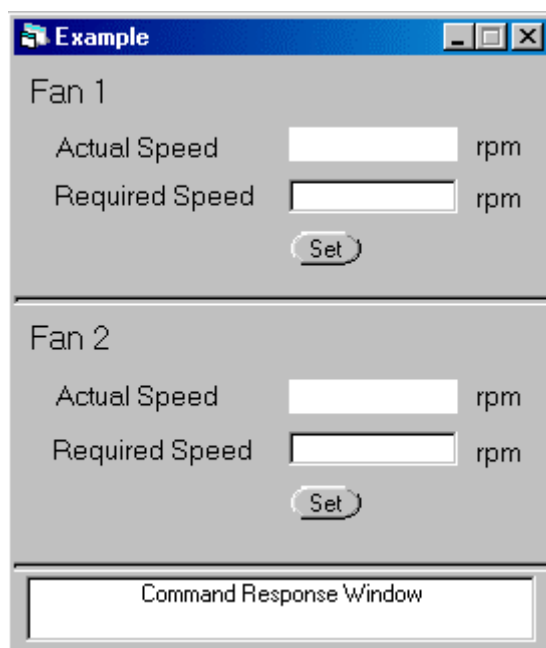 Example
Fan 1
Actual Speed rpm
Required Speed rpm
Set
Fan 2
Actual Speed rpm
Required Speed rpm
Set
Command Response Window